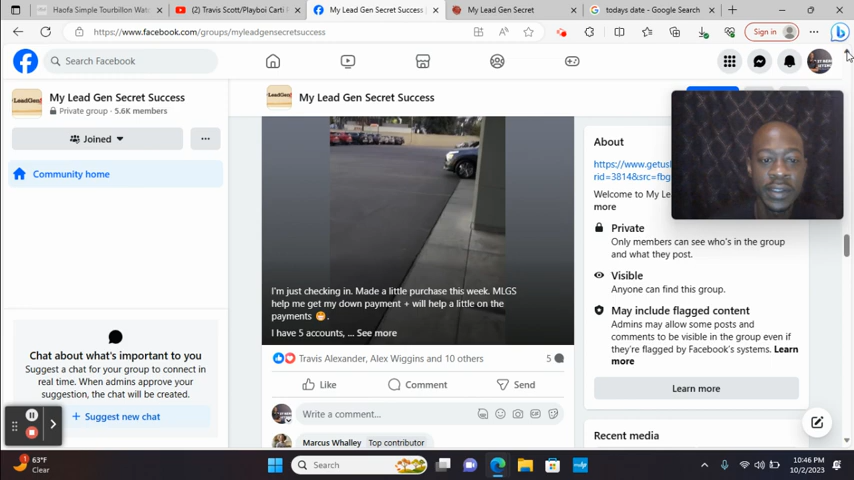 Haofa Simple Tourbillon Wat
(2) Travis Scott/Playboi Carti
My Lead Gen Secret Success
My Lead Gen Secret
todays date - Google Search
https://www.facebook.com/groups/myleadgensecretsuccess
Sign in
Search Facebook
My Lead Gen Secret Success
Private group · 5.6K members
Joined
Community home
Chat about what's important to you
Suggest a chat for your group to connect in
real time. When admins approve your
suggestion, the chat will be created.
+ Suggest new chat
My Lead Gen Secret Success
I'm just checking in. Made a little purchase this week. MLGS
help me get my down payment + will help a little on the
payments
I have 5 accounts, ... See more
Travis Alexander, Alex Wiggins and 10 others
5
Like
Comment
Send
Write a comment...
GIF
Marcus Whalley
Top contributor
About
https://www.getus
rid=3814&src=fbg
Welcome to My Le
more
Private
Only members can see who's in the group
and what they post.
Visible
Anyone can find this group.
May include flagged content
Admins may allow some posts and
comments to be visible in the group even if
they're flagged by Facebook's systems. Learn
more
Learn more
Recent media
63°F
Clear
Search
10:46 PM
10/2/2023